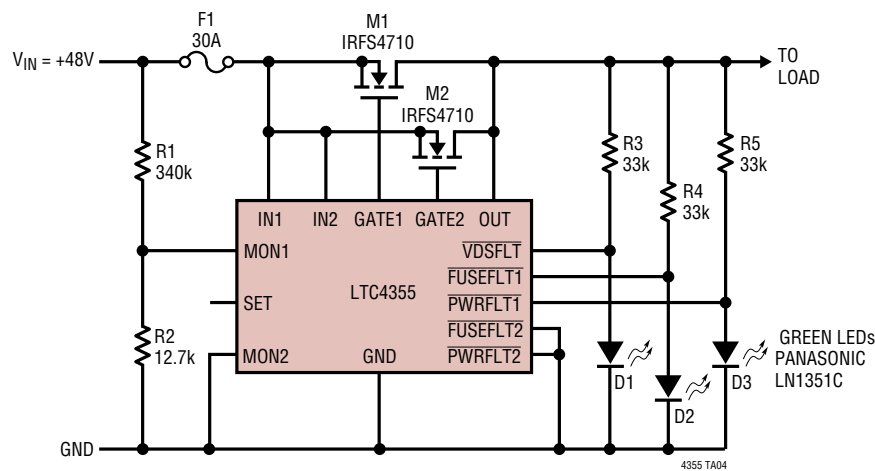 F1
30A
M1
IRFS4710
VIN = +48V
TO
LOAD
M2
IRFS4710
R1
340k
R3
33k
R5
33k
R4
33k
IN1
IN2
GATE1
GATE2
OUT
MON1
VDSFLT
FUSEFLT1
LTC4355
SET
PWRFLT1
FUSEFLT2
R2
12.7k
MON2
GND
PWRFLT2
GREEN LEDs
PANASONIC
LN1351C
D1
D2
D3
GND
4355 TA04